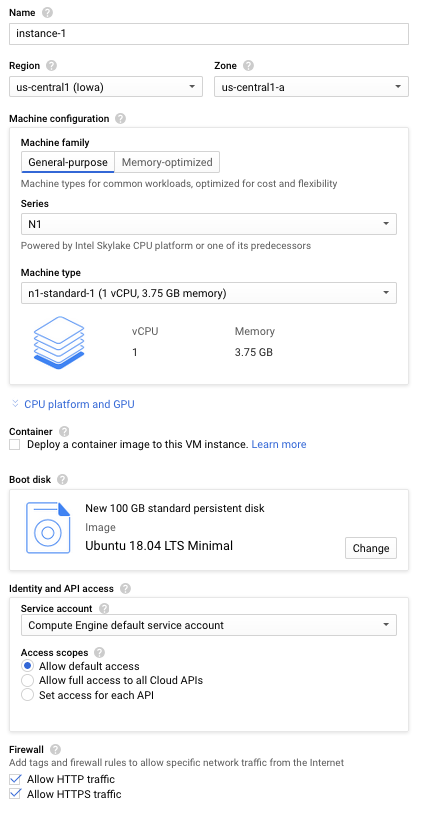 Name
instance-1
Region Zone
us-central1 (Iowa) us-central1-a
Machine configuration
Machine family
General-purpose Memory-optimized
Machine types for common workloads, optimized for cost and flexibility
Series
N1
Powered by Intel Skylake CPU platform or one of its predecessors
Machine type
n1-standard-1 (1 vCPU, 3.75 GB memory)
vCPU Memory
1 3.75 GB
CPU platform and GPU
Container
Deploy a container image to this VM instance. Learn more
Boot disk
New 100 GB standard persistent disk
Image
Ubuntu 18.04 LTS Minimal
Change
Identity and API access
Service account
Compute Engine default service account
Access scopes
Allow default access
Allow full access to all Cloud APIs
Set access for each API
Firewall
Add tags and firewall rules to allow specific network traffic from the Internet
Allow HTTP traffic
Allow HTTPS traffic